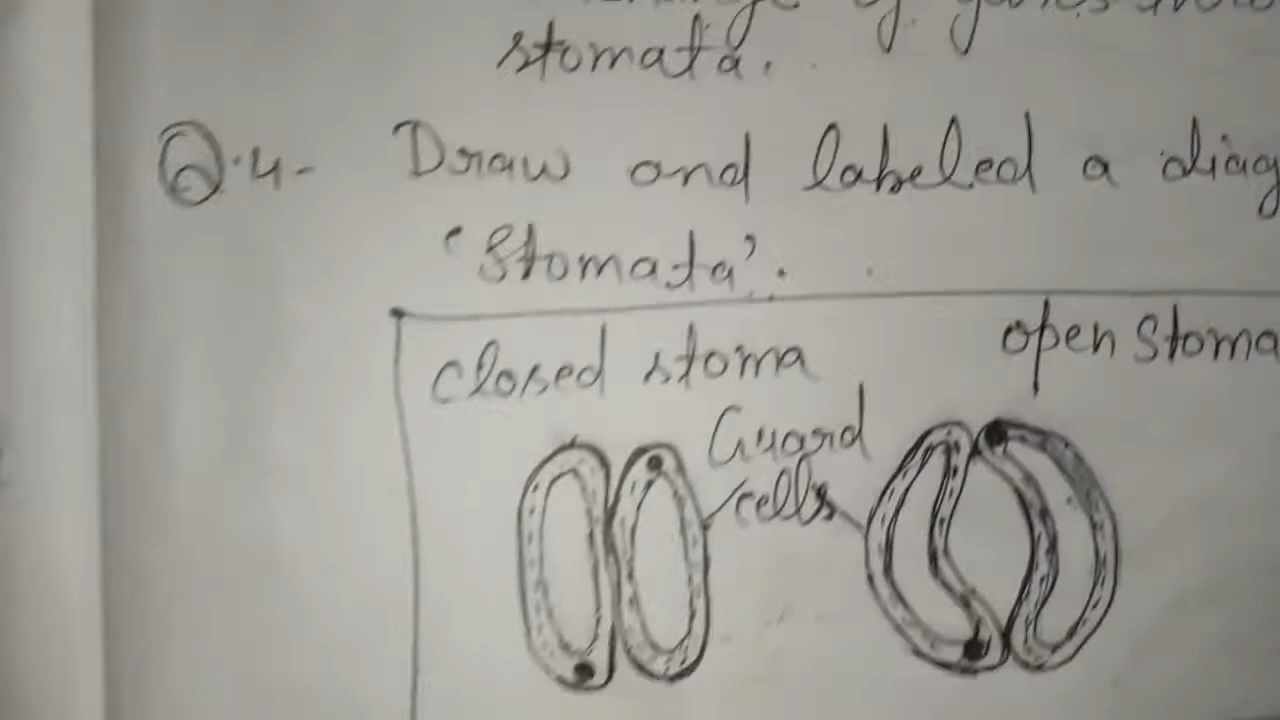 stomata.
Q.4- Draw and labeled a diag
'Stomata'.
closed stoma
open Stoma
Guard
cells